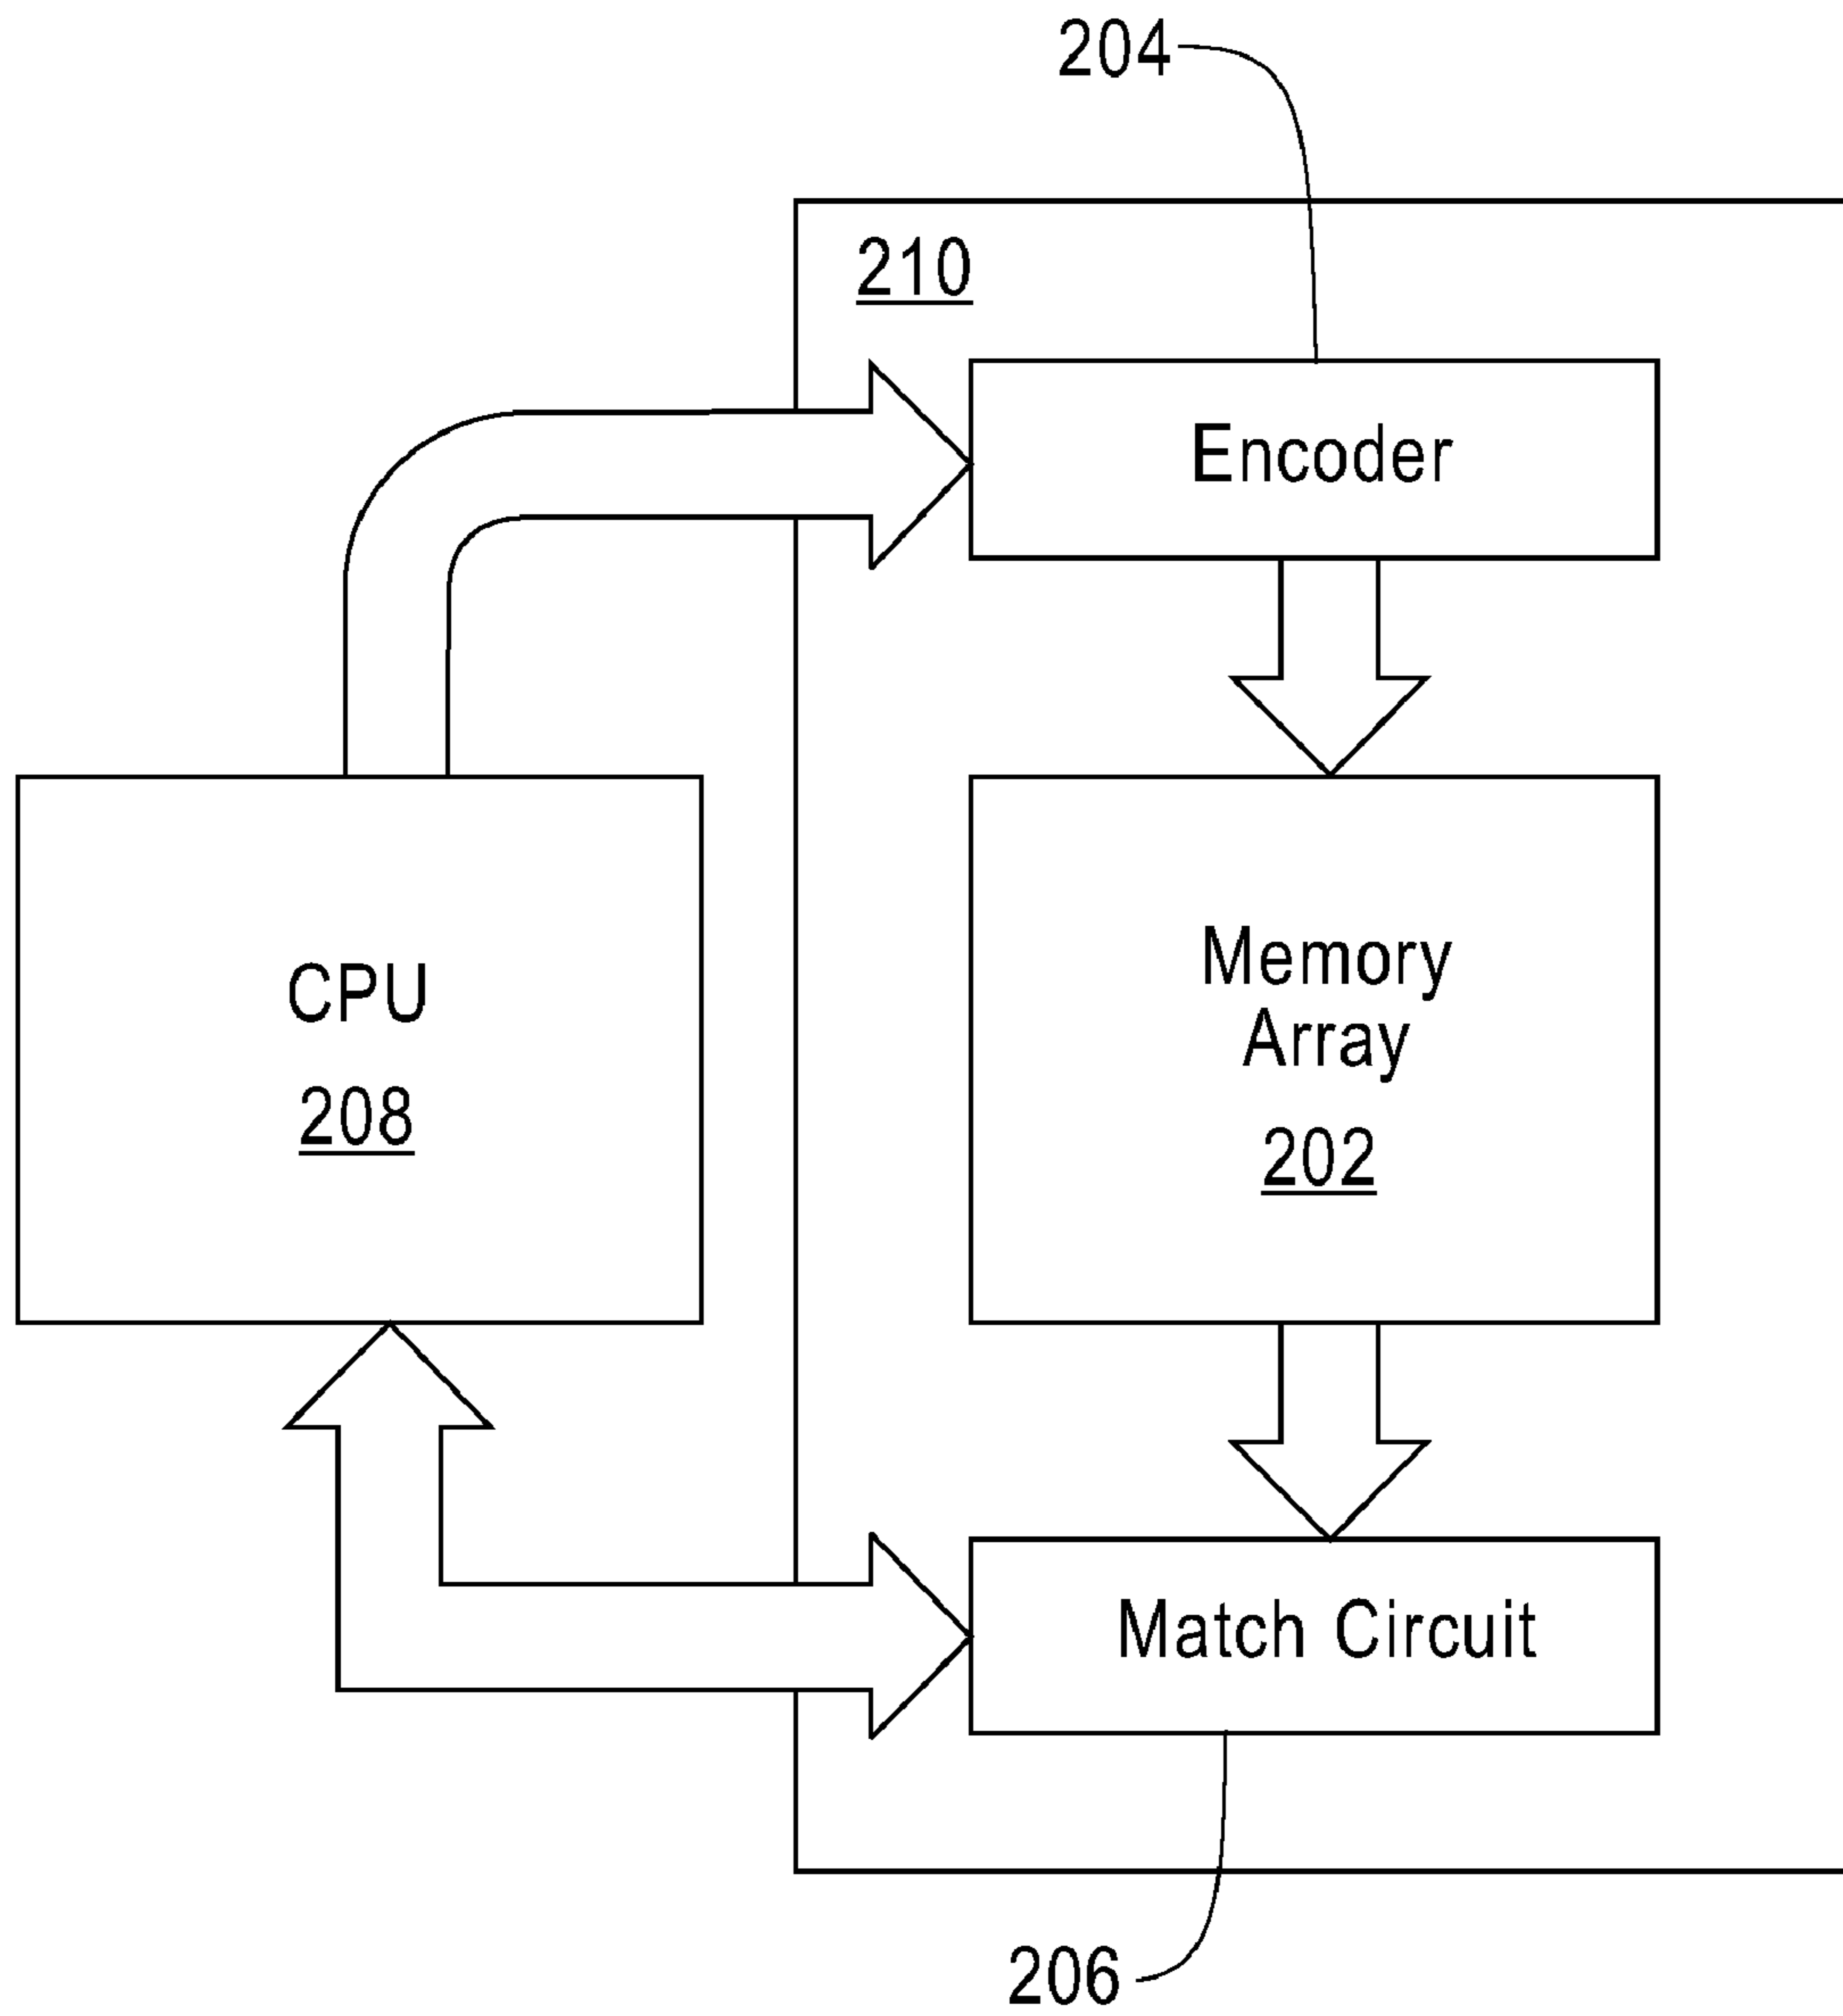 204
210
Encoder
CPU
208
Memory
Array
202
Match Circuit
206